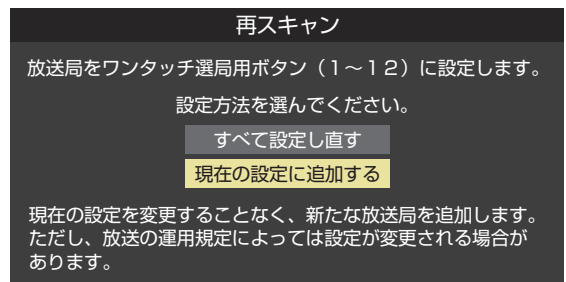 再スキャン
放送局をワンタッチ選局用ボタン（１～１２）に設定します。
設定方法を選んでください。
すべて設定し直す
現在の設定に追加する
現在の設定を変更することなく、新たな放送局を追加します。
ただし、放送の運用規定によっては設定が変更される場合が
あります。